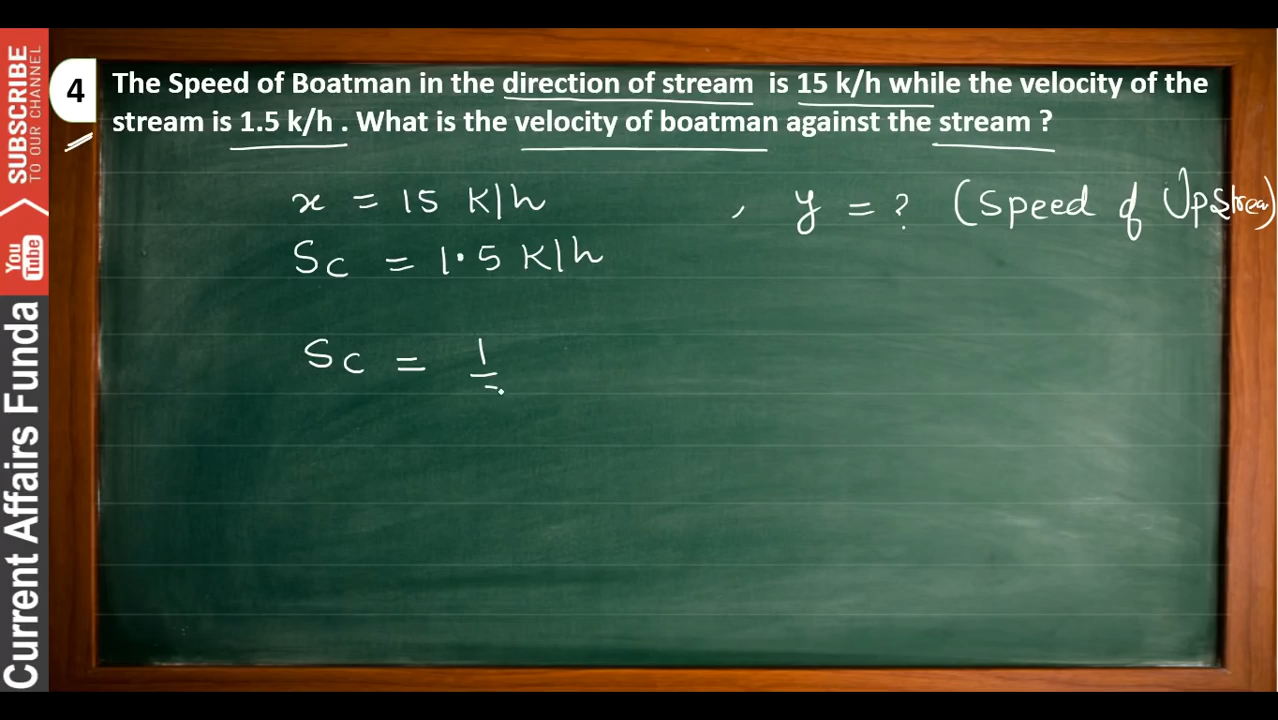 SUBSCRIBE
TO OUR CHANNEL
You Tube
Current Affairs Funda
4
The Speed of Boatman in the direction of stream is 15 k/h while the velocity of the
stream is 1.5 k/h . What is the velocity of boatman against the stream ?
x = 15 K/h , y = ? (Speed of Upstrea)
Sc = 1.5 K/h
Sc = 1